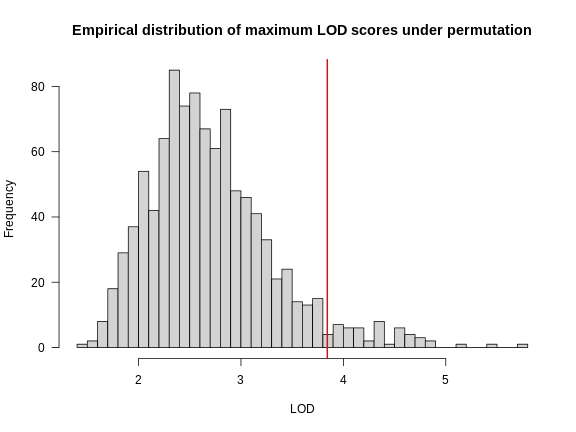 Empirical distribution of maximum LOD scores under permutation
80
60
40
20
0
Frequency
2 3 4 5
LOD